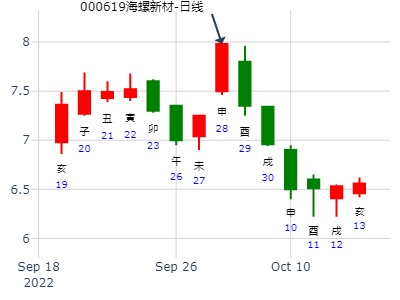 000619海螺新材-日线
8
7.5
7
6.5
6
亥
19
子
20
丑
21
寅
22
卯
23
午
26
未
27
申
28
酉
29
戌
30
申
10
酉
11
戌
12
亥
13
Sep 18
2022
Sep 26
Oct 10